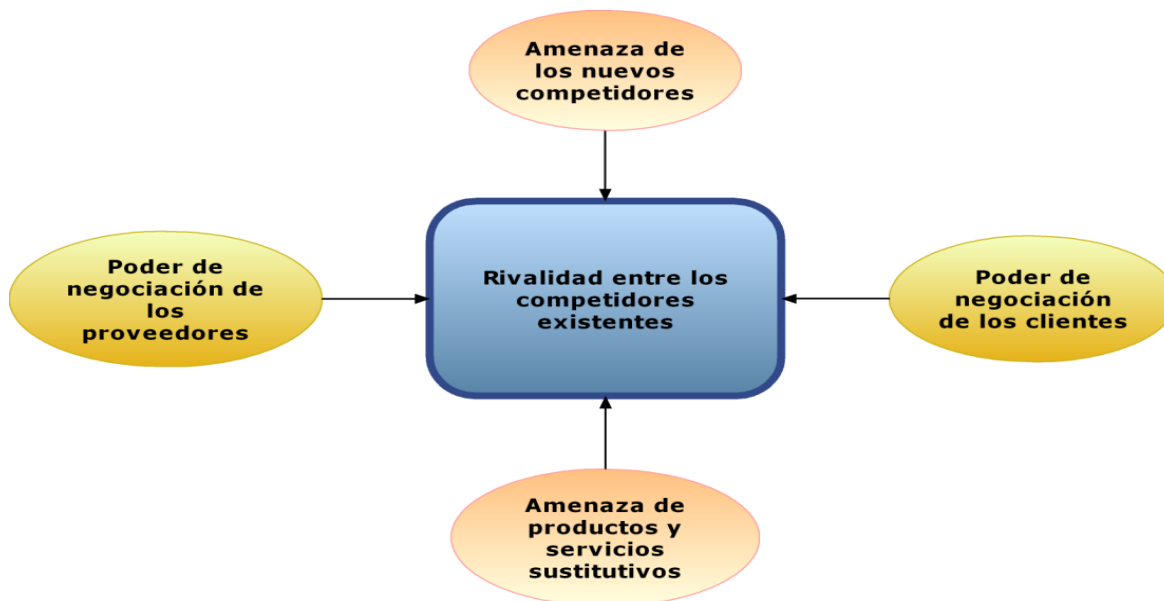 Amenaza de
los nuevos
competidores
Poder de
negociación de
los
proveedores
Rivalidad entre los
competidores
existentes
Poder de
negociación
de los clientes
Amenaza de
productos y
servicios
sustitutivos